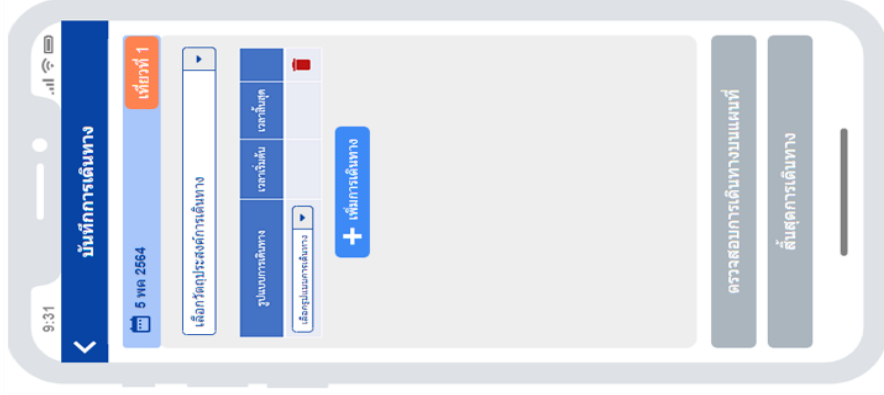 9:31
บันทึกการเดินทาง
5 พค 2564
เที่ยวที่ 1
เลือกวัตถุประสงค์การเดินทาง
รูปแบบการเดินทาง เวลาเริ่มต้น เวลาสิ้นสุด
เลือกรูปแบบการเดินทาง
เพิ่มการเดินทาง
ตรวจสอบการเดินทางบนแผนที่
สิ้นสุดการเดินทาง